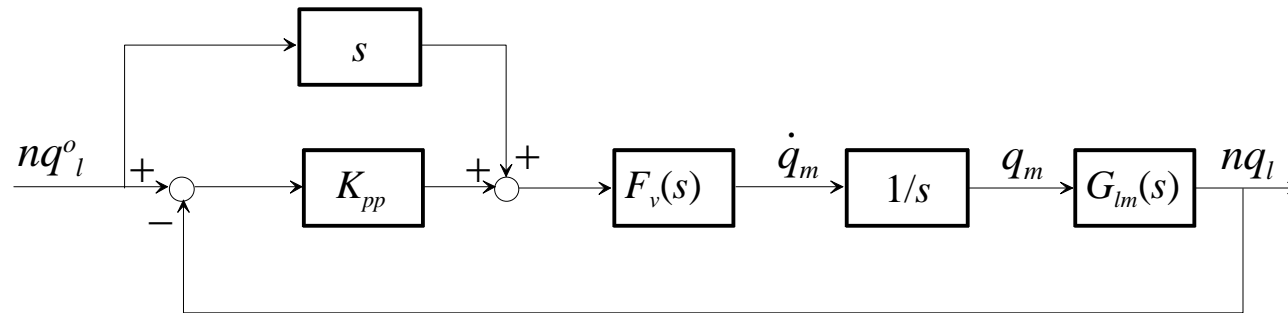 s
nq^o_l + K_pp + + F_v(s) q̇_m 1/s q_m G_lm(s) nq_l
−